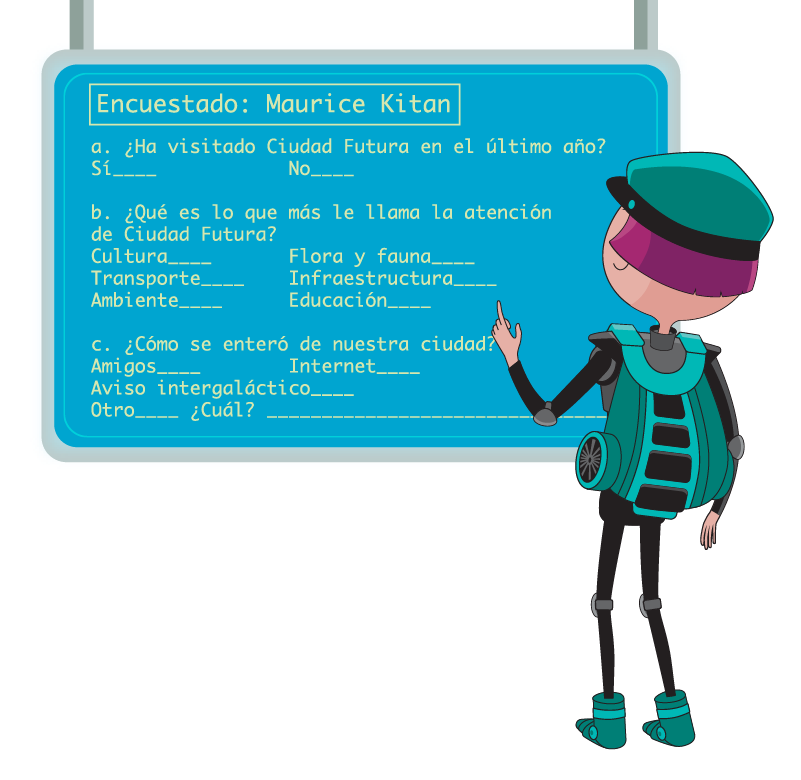 Encuestado: Maurice Kitan
a. ¿Ha visitado Ciudad Futura en el último año?
Sí____ No____
b. ¿Qué es lo que más le llama la atención
de Ciudad Futura?
Cultura____ Flora y fauna____
Transporte____ Infraestructura____
Ambiente____ Educación____
c. ¿Cómo se enteró de nuestra ciudad?
Amigos____ Internet____
Aviso intergaláctico____
Otro____ ¿Cuál? _______________________________